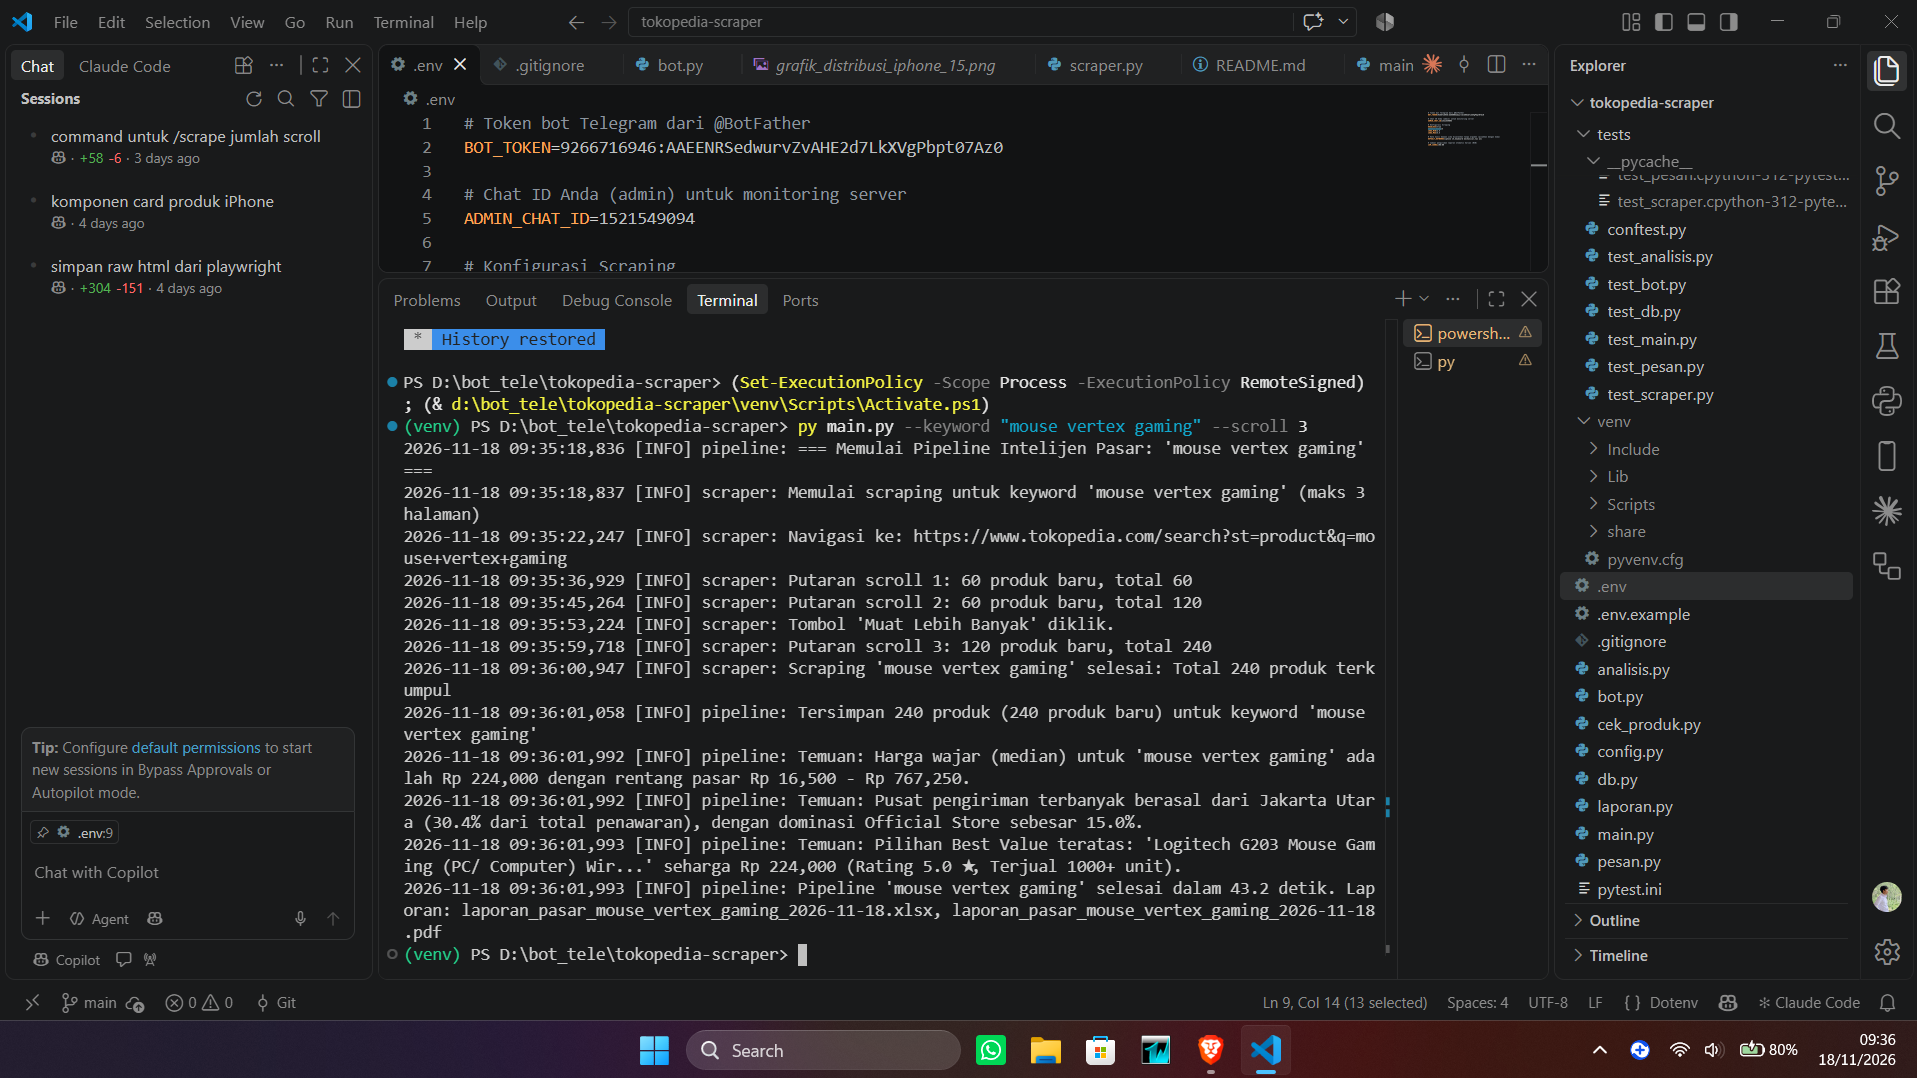 File Edit Selection View Go Run Terminal Help
tokopedia-scraper
Chat Claude Code
Sessions
command untuk /scrape jumlah scroll
· +58 -6 · 3 days ago
komponen card produk iPhone
· 4 days ago
simpan raw html dari playwright
· +304 -151 · 4 days ago
Tip: Configure default permissions to start
new sessions in Bypass Approvals or
Autopilot mode.
.env:9
Chat with Copilot
Agent
Copilot
.env .gitignore bot.py grafik_distribusi_iphone_15.png scraper.py README.md main
.env
1 # Token bot Telegram dari @BotFather
2 BOT_TOKEN=9266716946:AAEENRSedwurvZvAHE2d7LkXVgPbpt07Az0
3
4 # Chat ID Anda (admin) untuk monitoring server
5 ADMIN_CHAT_ID=1521549094
6
7 # Konfigurasi Scraping
Problems Output Debug Console Terminal Ports
* History restored
PS D:\bot_tele\tokopedia-scraper> (Set-ExecutionPolicy -Scope Process -ExecutionPolicy RemoteSigned)
; (& d:\bot_tele\tokopedia-scraper\venv\Scripts\Activate.ps1)
(venv) PS D:\bot_tele\tokopedia-scraper> py main.py --keyword "mouse vertex gaming" --scroll 3
2026-11-18 09:35:18,836 [INFO] pipeline: === Memulai Pipeline Intelijen Pasar: 'mouse vertex gaming'
===
2026-11-18 09:35:18,837 [INFO] scraper: Memulai scraping untuk keyword 'mouse vertex gaming' (maks 3
halaman)
2026-11-18 09:35:22,247 [INFO] scraper: Navigasi ke: https://www.tokopedia.com/search?st=product&q=mo
use+vertex+gaming
2026-11-18 09:35:36,929 [INFO] scraper: Putaran scroll 1: 60 produk baru, total 60
2026-11-18 09:35:45,264 [INFO] scraper: Putaran scroll 2: 60 produk baru, total 120
2026-11-18 09:35:53,224 [INFO] scraper: Tombol 'Muat Lebih Banyak' diklik.
2026-11-18 09:35:59,718 [INFO] scraper: Putaran scroll 3: 120 produk baru, total 240
2026-11-18 09:36:00,947 [INFO] scraper: Scraping 'mouse vertex gaming' selesai: Total 240 produk terk
umpul
2026-11-18 09:36:01,058 [INFO] pipeline: Tersimpan 240 produk (240 produk baru) untuk keyword 'mouse
vertex gaming'
2026-11-18 09:36:01,992 [INFO] pipeline: Temuan: Harga wajar (median) untuk 'mouse vertex gaming' ada
lah Rp 224,000 dengan rentang pasar Rp 16,500 - Rp 767,250.
2026-11-18 09:36:01,992 [INFO] pipeline: Temuan: Pusat pengiriman terbanyak berasal dari Jakarta Utar
a (30.4% dari total penawaran), dengan dominasi Official Store sebesar 15.0%.
2026-11-18 09:36:01,993 [INFO] pipeline: Temuan: Pilihan Best Value teratas: 'Logitech G203 Mouse Gam
ing (PC/ Computer) Wir...' seharga Rp 224,000 (Rating 5.0 ★, Terjual 1000+ unit).
2026-11-18 09:36:01,993 [INFO] pipeline: Pipeline 'mouse vertex gaming' selesai dalam 43.2 detik. Lap
oran: laporan_pasar_mouse_vertex_gaming_2026-11-18.xlsx, laporan_pasar_mouse_vertex_gaming_2026-11-18
.pdf
(venv) PS D:\bot_tele\tokopedia-scraper>
powersh...
py
Explorer
tokopedia-scraper
tests
__pycache__
test_pesan.cpython-312-pytest...
test_scraper.cpython-312-pyte...
conftest.py
test_analisis.py
test_bot.py
test_db.py
test_main.py
test_pesan.py
test_scraper.py
venv
Include
Lib
Scripts
share
pyvenv.cfg
.env
.env.example
.gitignore
analisis.py
bot.py
cek_produk.py
config.py
db.py
laporan.py
main.py
pesan.py
pytest.ini
Outline
Timeline
main 0 0 Git
Ln 9, Col 14 (13 selected) Spaces: 4 UTF-8 LF { } Dotenv Claude Code
Search
80%
09:36
18/11/2026